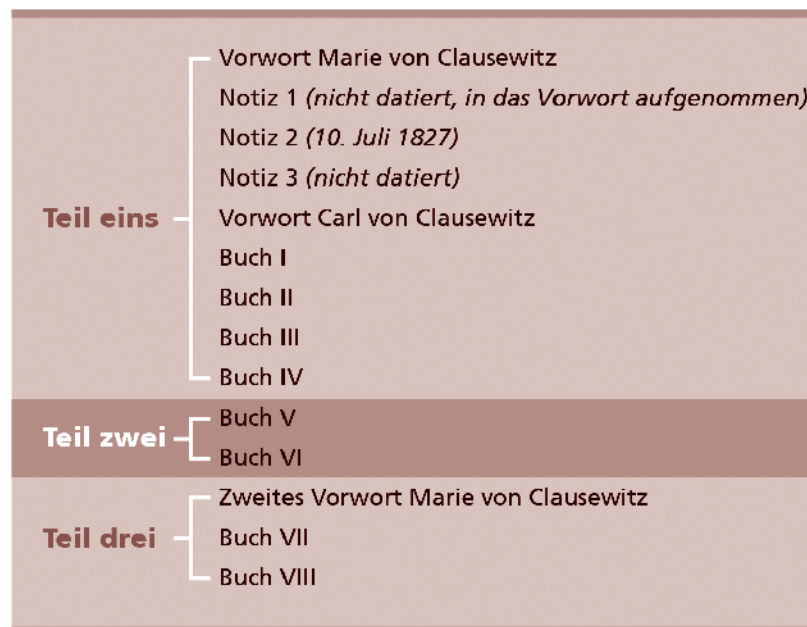 Vorwort Marie von Clausewitz
Notiz 1 (nicht datiert, in das Vorwort aufgenommen)
Notiz 2 (10. Juli 1827)
Notiz 3 (nicht datiert)
Teil eins
Vorwort Carl von Clausewitz
Buch I
Buch II
Buch III
Buch IV
Teil zwei
Buch V
Buch VI
Teil drei
Zweites Vorwort Marie von Clausewitz
Buch VII
Buch VIII